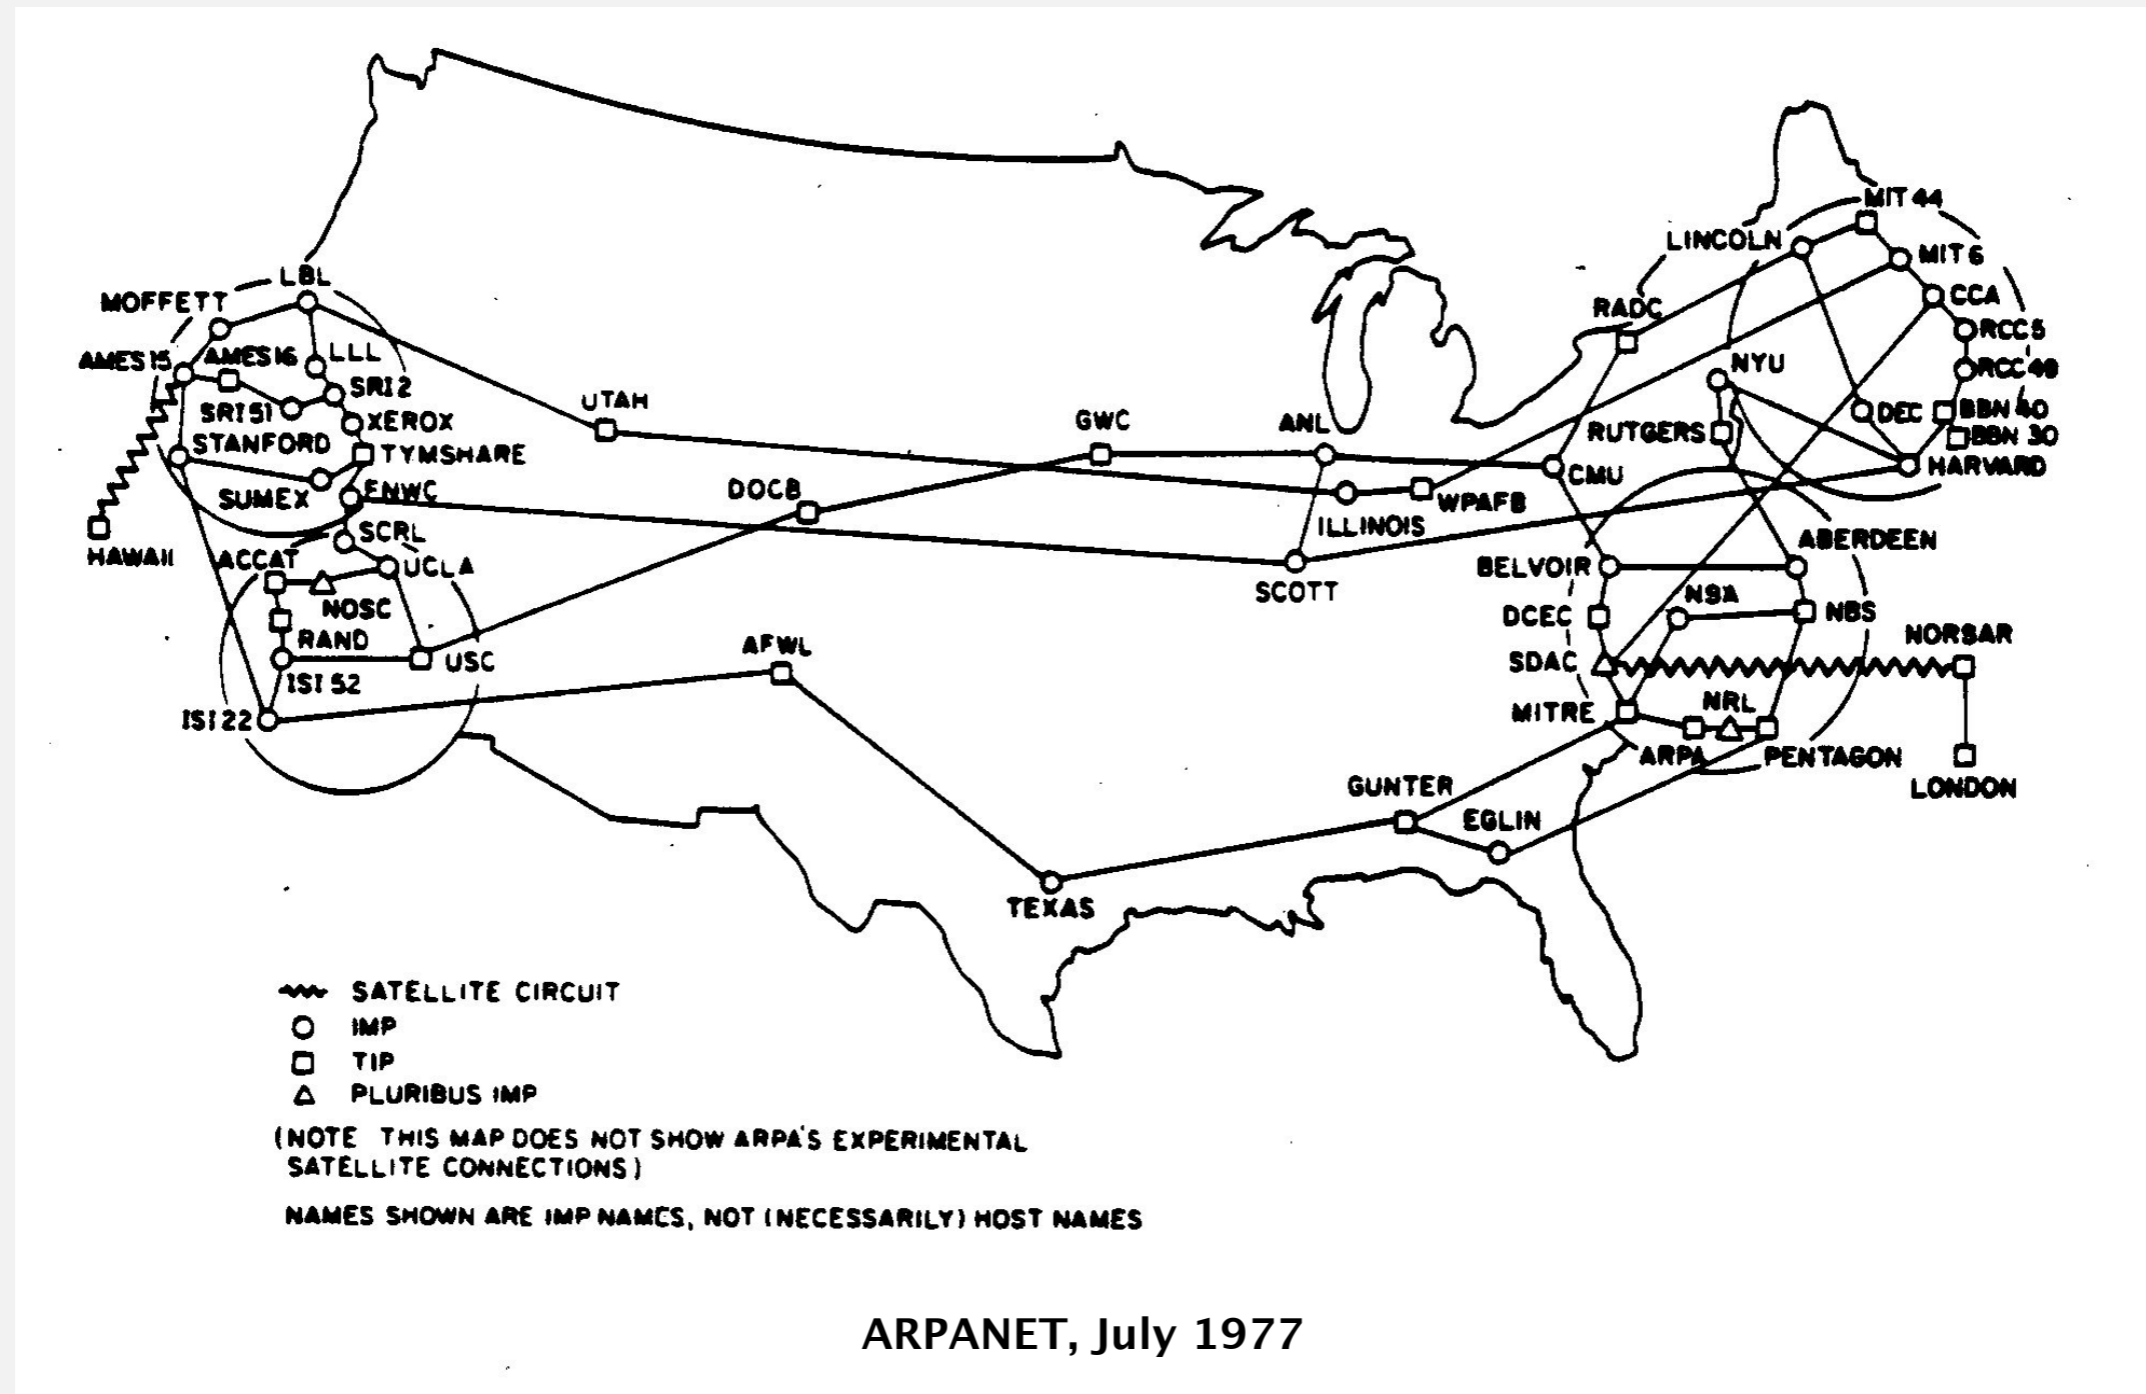 MIT 44
LINCOLN
MIT 6
LBL
MOFFETT
CCA
RADC
RCC 5
AMES 15
AMES 16
LLL
NYU
RCC 49
SRI 2
UTAH
SRI 51
XEROX
GWC
ANL
DEC
BBN 40
STANFORD
RUTGERS
BBN 30
TYMSHARE
HARVARD
SUMEX
FNWC
DOCB
CMU
WPAFB
SCRL
ILLINOIS
ABERDEEN
HAWAII
ACCAT
UCLA
BELVOIR
SCOTT
NOSC
NSA
DCEC
NBS
RAND
NORSAR
AFWL
USC
SDAC
ISI 52
NRL
MITRE
ISI 22
ARPA
PENTAGON
GUNTER
LONDON
EGLIN
TEXAS
SATELLITE CIRCUIT
IMP
TIP
PLURIBUS IMP
(NOTE THIS MAP DOES NOT SHOW ARPA'S EXPERIMENTAL
SATELLITE CONNECTIONS)
NAMES SHOWN ARE IMP NAMES, NOT (NECESSARILY) HOST NAMES
ARPANET, July 1977